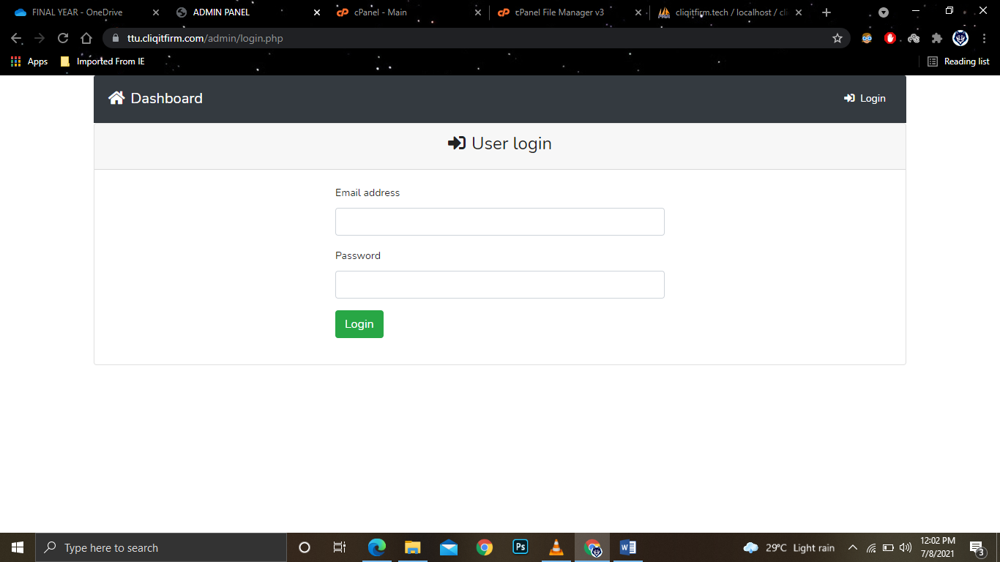 FINAL YEAR - OneDrive
ADMIN PANEL
cPanel - Main
cPanel File Manager v3
cliqitfirm.tech / localhost / cli
ttu.cliqitfirm.com/admin/login.php
Apps
Imported From IE
Reading list
Dashboard
Login
User login
Email address
Password
Login
Type here to search
Ps
29°C Light rain
12:02 PM
7/8/2021
3